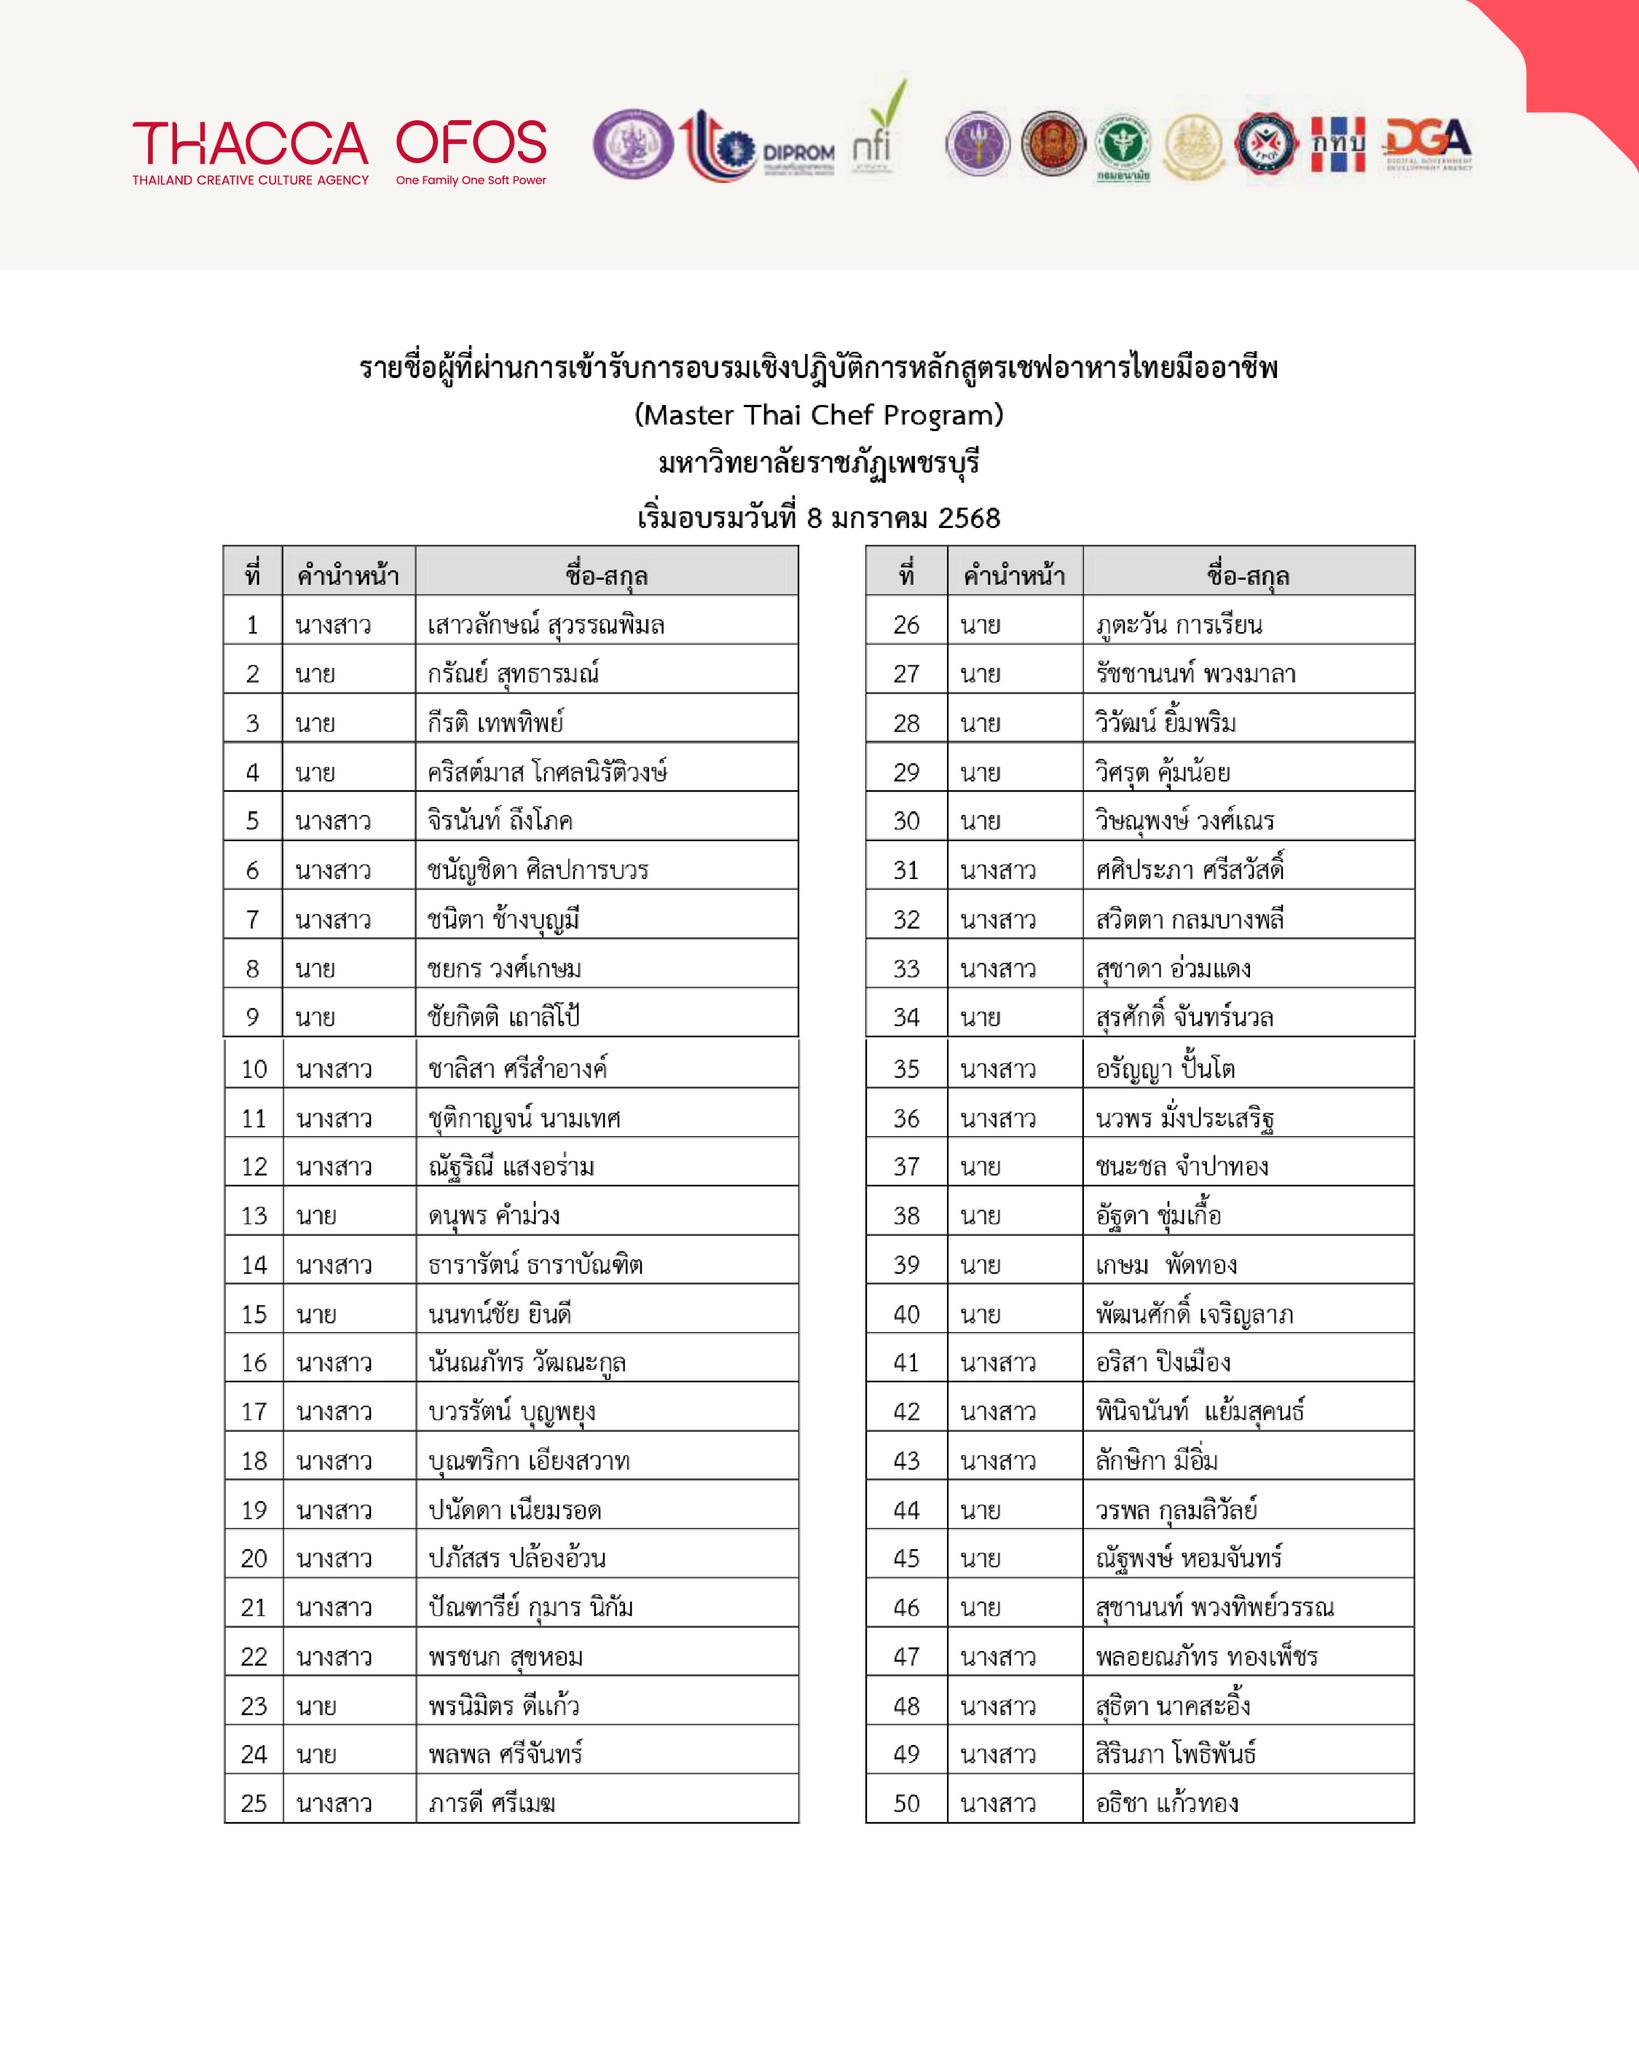 THACCA
THAILAND CREATIVE CULTURE AGENCY
OFOS
One Family One Soft Power
DIPROM
nfi
กรมอนามัย
กทบ
DGA
DIGITAL GOVERNMENT
DEVELOPMENT AGENCY
รายชื่อผู้ที่ผ่านการเข้ารับการอบรมเชิงปฎิบัติการหลักสูตรเชฟอาหารไทยมืออาชีพ
(Master Thai Chef Program)
มหาวิทยาลัยราชภัฏเพชรบุรี
เริ่มอบรมวันที่ 8 มกราคม 2568
ที่ คำนำหน้า ชื่อ-สกุล
1 นางสาว เสาวลักษณ์ สุวรรณพิมล
2 นาย กรัณย์ สุทธารมณ์
3 นาย กีรติ เทพทิพย์
4 นาย คริสต์มาส โกศลนิรัติวงษ์
5 นางสาว จิรนันท์ ถึงโภค
6 นางสาว ชนัญชิดา ศิลปการบวร
7 นางสาว ชนิตา ช้างบุญมี
8 นาย ชยกร วงศ์เกษม
9 นาย ชัยกิตติ เถาลิโป้
10 นางสาว ชาลิสา ศรีสำอางค์
11 นางสาว ชุติกาญจน์ นามเทศ
12 นางสาว ณัฐริณี แสงอร่าม
13 นาย ดนุพร คำม่วง
14 นางสาว ธารารัตน์ ธาราบัณฑิต
15 นาย นนทน์ชัย ยินดี
16 นางสาว นันณภัทร วัฒณะกูล
17 นางสาว บวรรัตน์ บุญพยุง
18 นางสาว บุณฑริกา เอียงสวาท
19 นางสาว ปนัดดา เนียมรอด
20 นางสาว ปภัสสร ปล้องอ้วน
21 นางสาว ปัณฑารีย์ กุมาร นิกัม
22 นางสาว พรชนก สุขหอม
23 นาย พรนิมิตร ดีแก้ว
24 นาย พลพล ศรีจันทร์
25 นางสาว ภารดี ศรีเมฆ
ที่ คำนำหน้า ชื่อ-สกุล
26 นาย ภูตะวัน การเรียน
27 นาย รัชชานนท์ พวงมาลา
28 นาย วิวัฒน์ ยิ้มพริม
29 นาย วิศรุต คุ้มน้อย
30 นาย วิษณุพงษ์ วงศ์เณร
31 นางสาว ศศิประภา ศรีสวัสดิ์
32 นางสาว สวิตตา กลมบางพลี
33 นางสาว สุชาดา อ่วมแดง
34 นาย สุรศักดิ์ จันทร์นวล
35 นางสาว อรัญญา ปั้นโต
36 นางสาว นวพร มั่งประเสริฐ
37 นาย ชนะชล จำปาทอง
38 นาย อัฐดา ชุ่มเกื้อ
39 นาย เกษม พัดทอง
40 นาย พัฒนศักดิ์ เจริญลาภ
41 นางสาว อริสา ปิงเมือง
42 นางสาว พินิจนันท์ แย้มสุคนธ์
43 นางสาว ลักษิกา มีอิ่ม
44 นาย วรพล กุลมลิวัลย์
45 นาย ณัฐพงษ์ หอมจันทร์
46 นาย สุชานนท์ พวงทิพย์วรรณ
47 นางสาว พลอยณภัทร ทองเพ็ชร
48 นางสาว สุธิตา นาคสะอิ้ง
49 นางสาว สิรินภา โพธิพันธ์
50 นางสาว อธิชา แก้วทอง